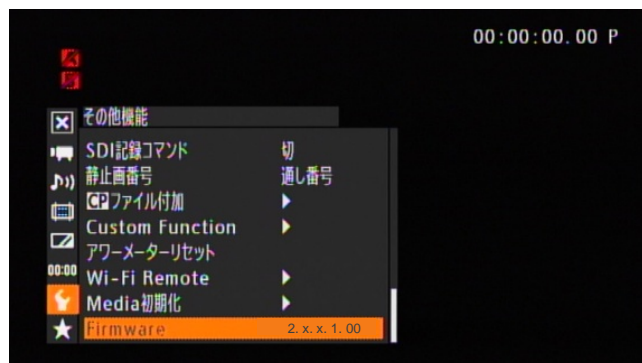 00:00:00.00 P
その他機能
SDI記録コマンド 切
静止画番号 通し番号
CPファイル付加
Custom Function
アワーメーターリセット
00:00
Wi-Fi Remote
Media初期化
Firmware 2. x. x. 1. 00